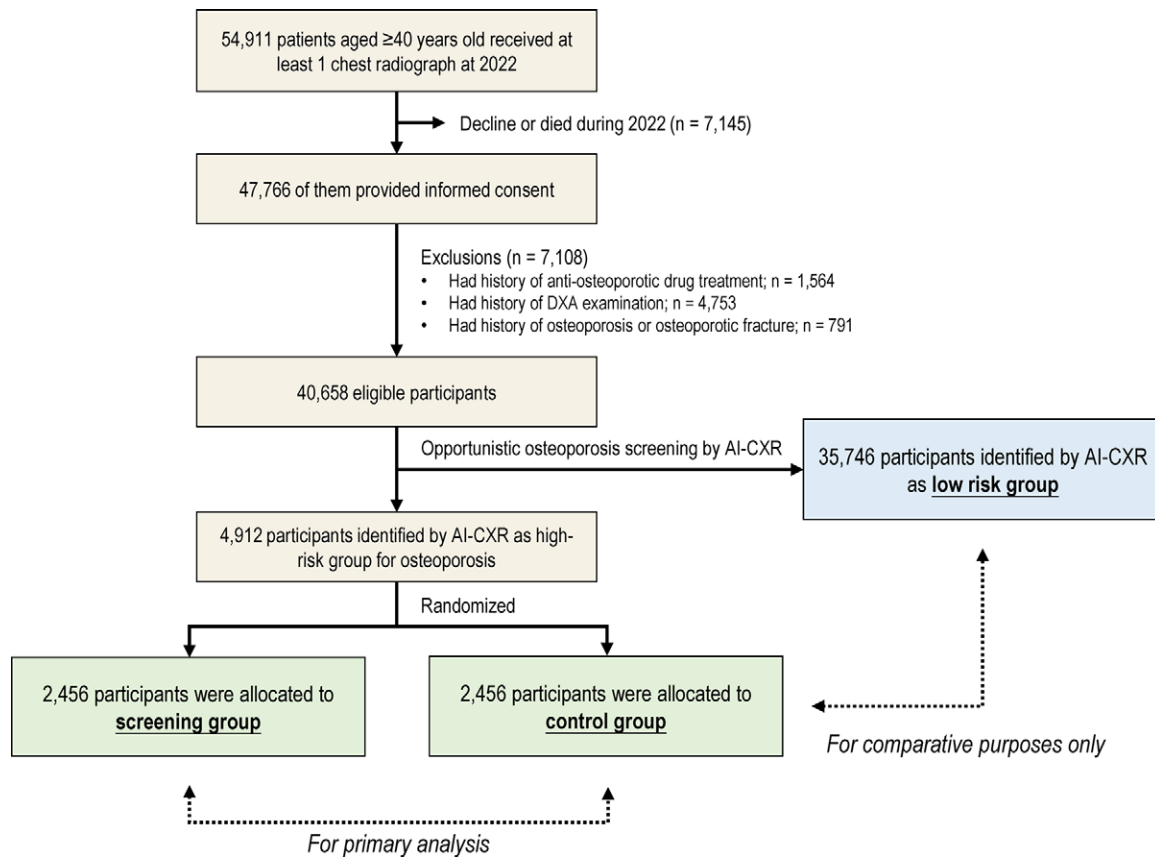 54,911 patients aged ≥40 years old received at
least 1 chest radiograph at 2022
Decline or died during 2022 (n = 7,145)
47,766 of them provided informed consent
Exclusions (n = 7,108)
• Had history of anti-osteoporotic drug treatment; n = 1,564
• Had history of DXA examination; n = 4,753
• Had history of osteoporosis or osteoporotic fracture; n = 791
40,658 eligible participants
Opportunistic osteoporosis screening by AI-CXR
35,746 participants identified by AI-CXR
as low risk group
4,912 participants identified by AI-CXR as high-
risk group for osteoporosis
Randomized
2,456 participants were allocated to
screening group
2,456 participants were allocated to
control group
For comparative purposes only
For primary analysis